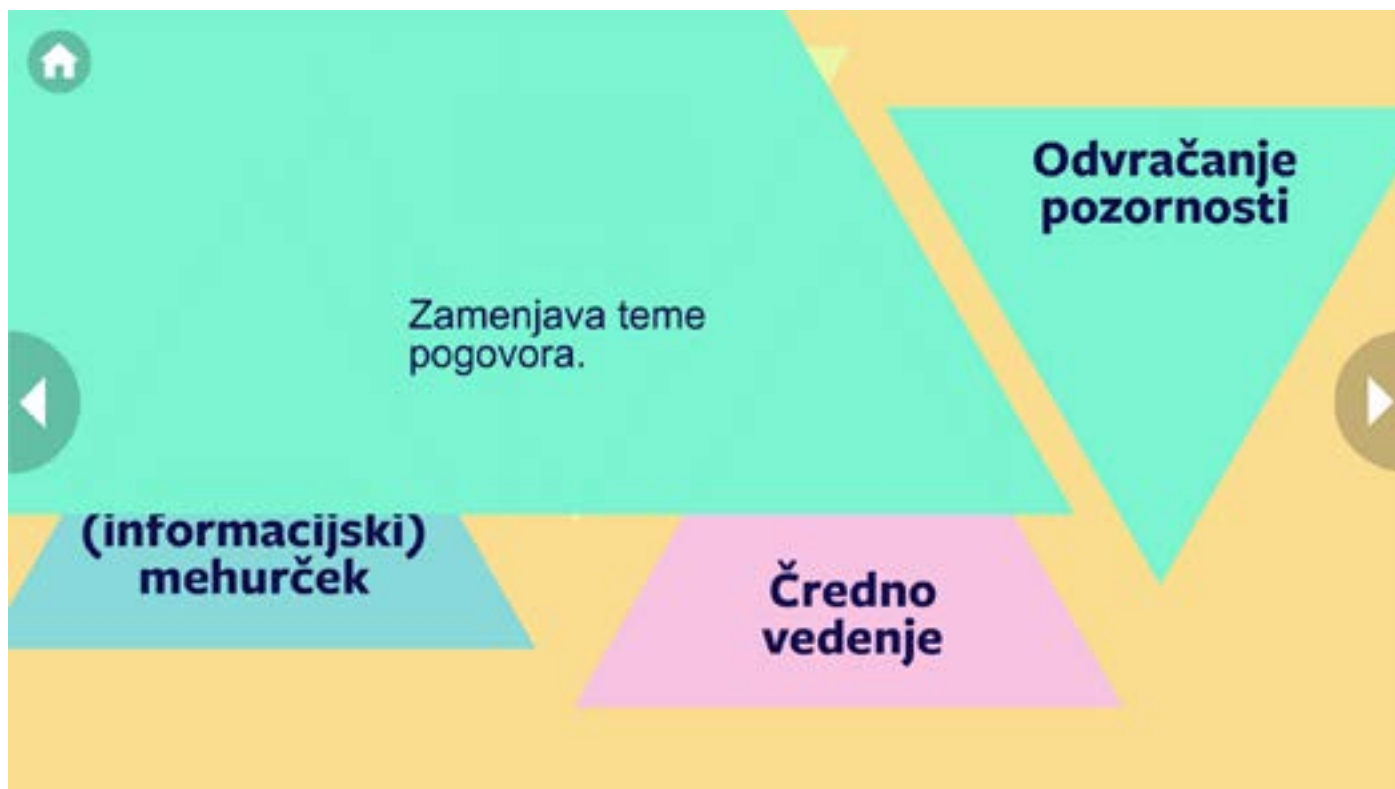 Odvračanje
pozornosti
Zamenjava teme
pogovora.
(informacijski)
mehurček
Čredno
vedenje